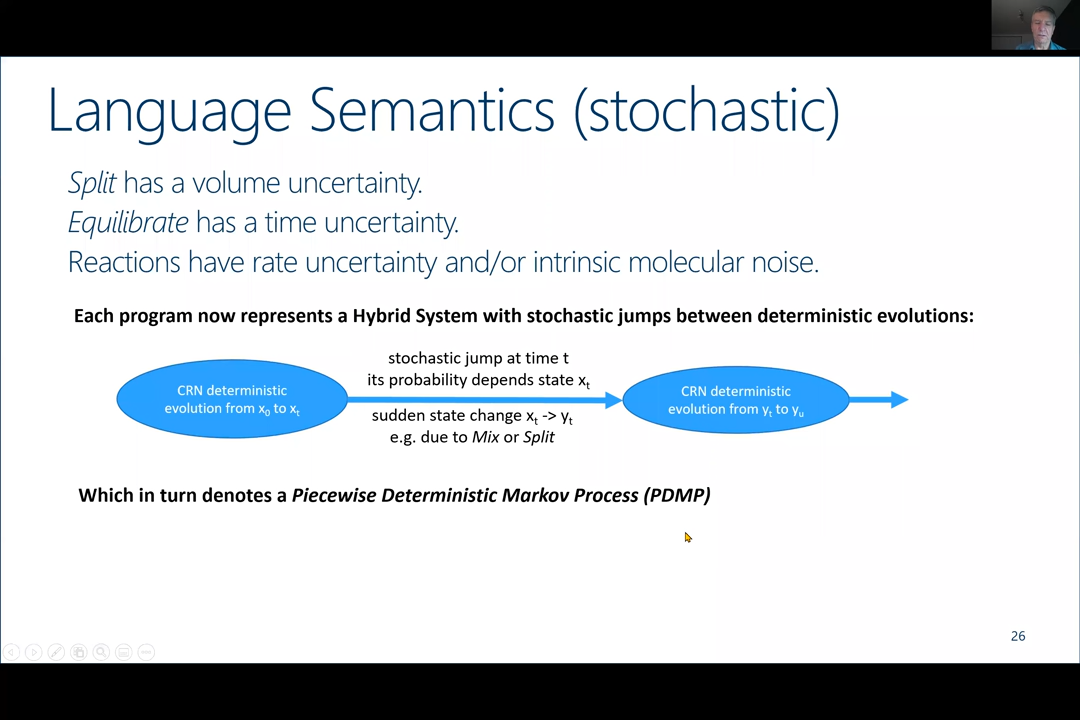 Language Semantics (stochastic)
Split has a volume uncertainty.
Equilibrate has a time uncertainty.
Reactions have rate uncertainty and/or intrinsic molecular noise.
Each program now represents a Hybrid System with stochastic jumps between deterministic evolutions:
CRN deterministic
evolution from x₀ to xₜ
stochastic jump at time t
its probability depends state xₜ
sudden state change xₜ -> yₜ
e.g. due to Mix or Split
CRN deterministic
evolution from yₜ to yᵤ
Which in turn denotes a Piecewise Deterministic Markov Process (PDMP)
26